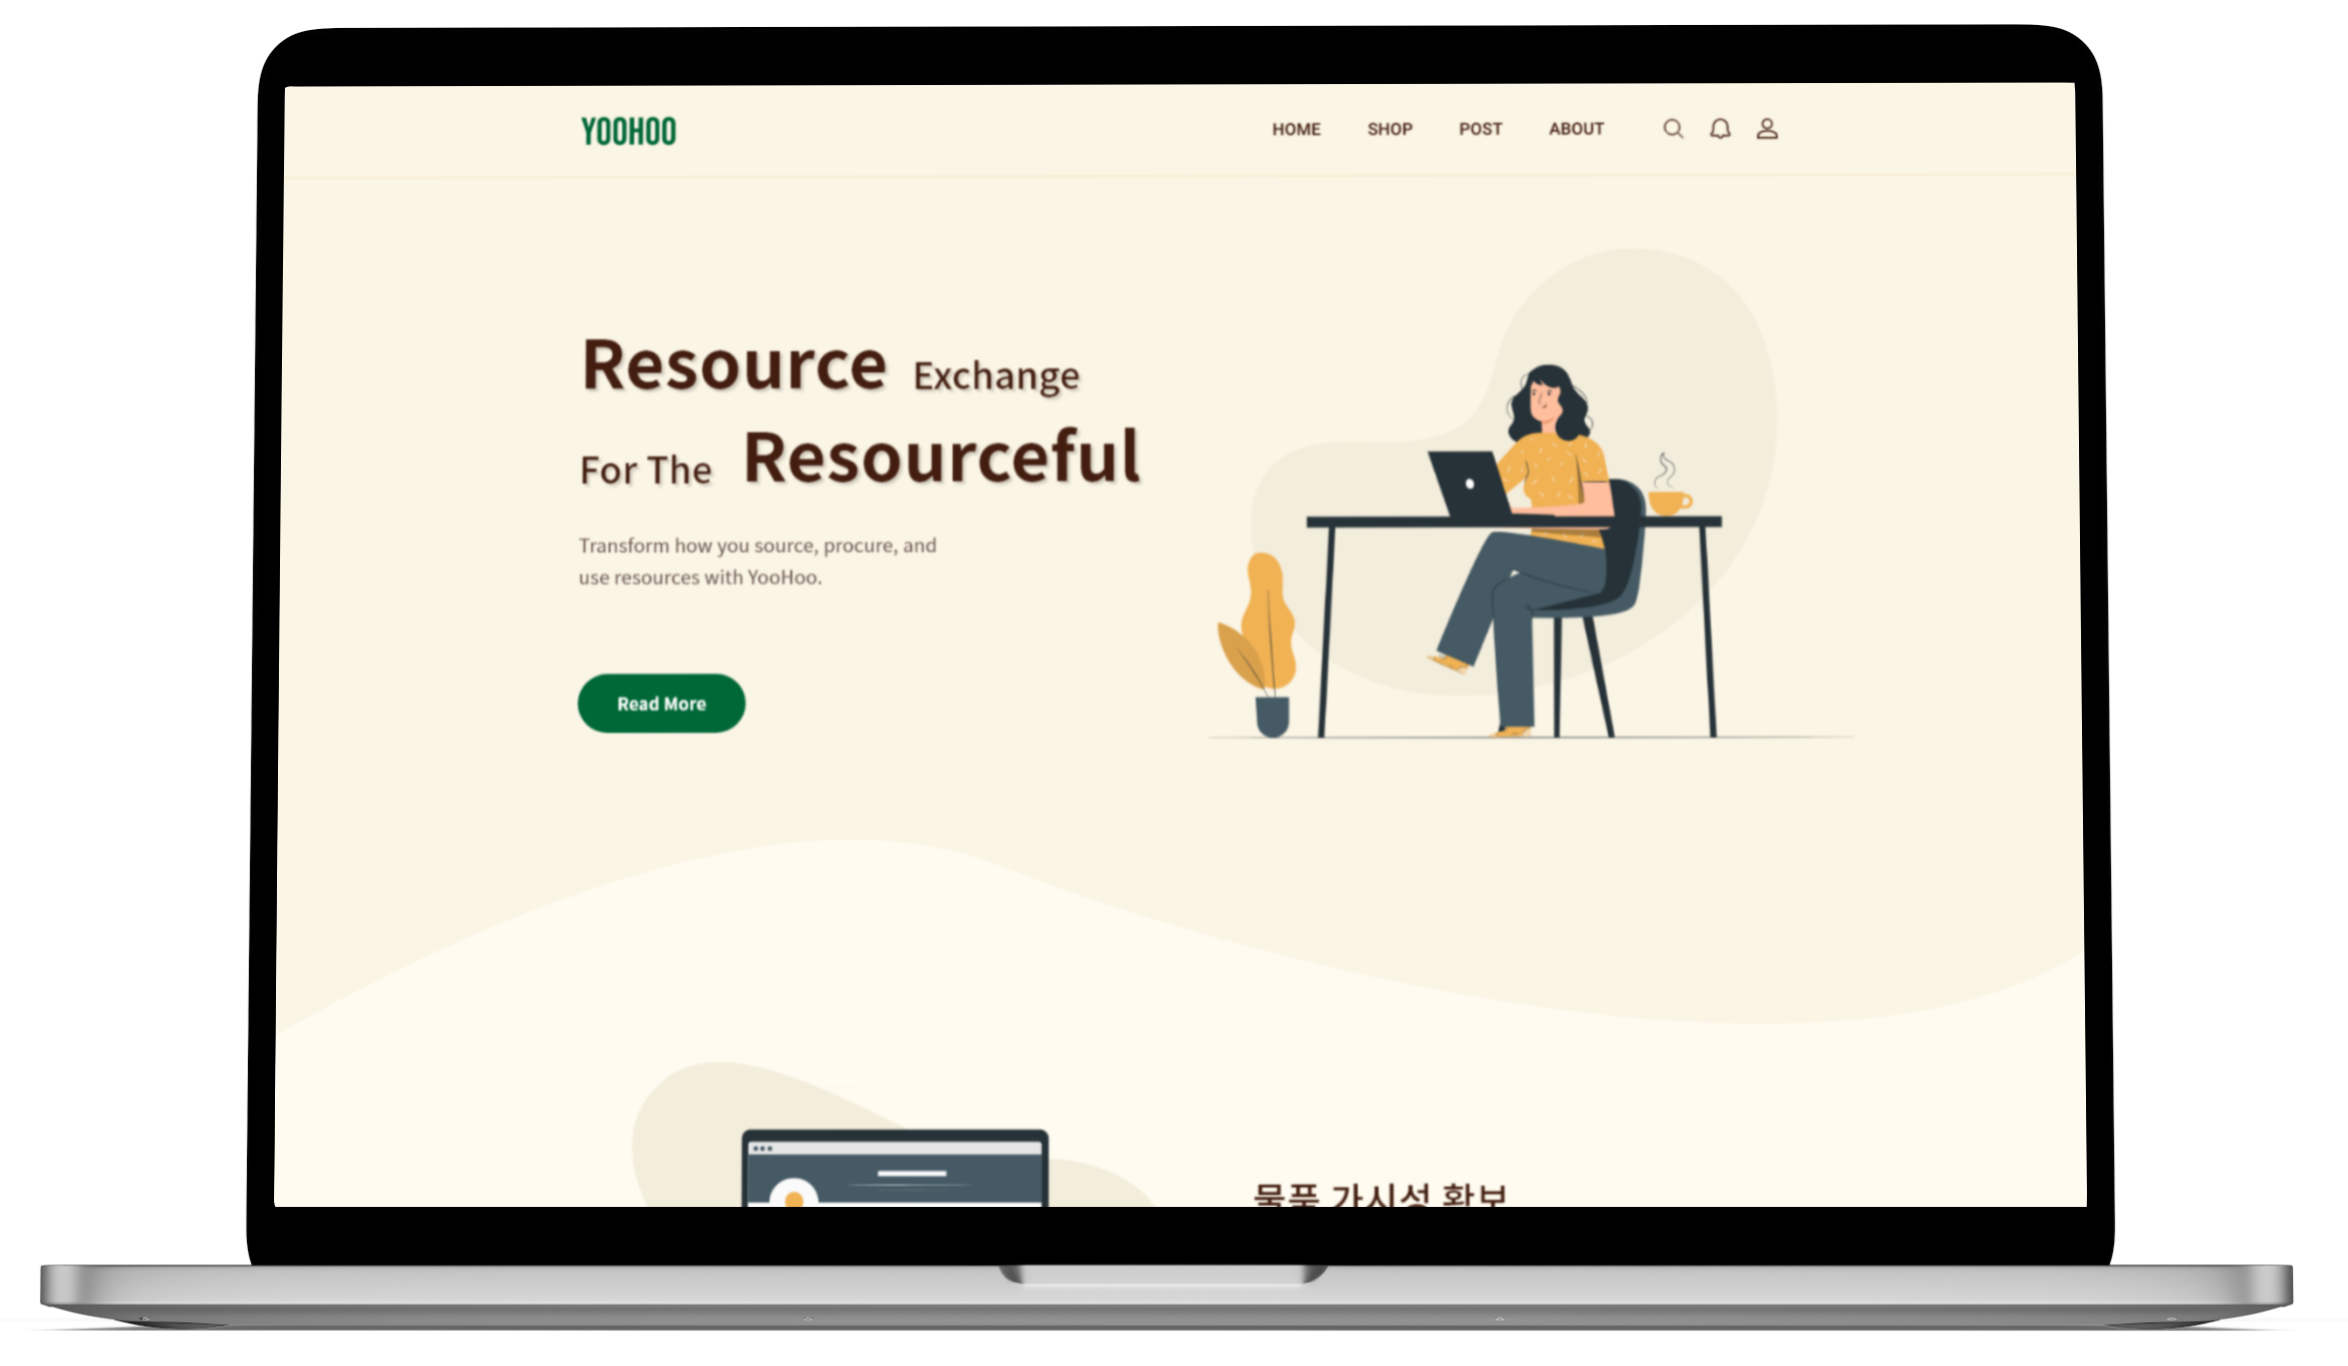 YOOHOO
HOME SHOP POST ABOUT
Resource Exchange
For The Resourceful
Transform how you source, procure, and
use resources with YooHoo.
Read More
물품 가시성 확보